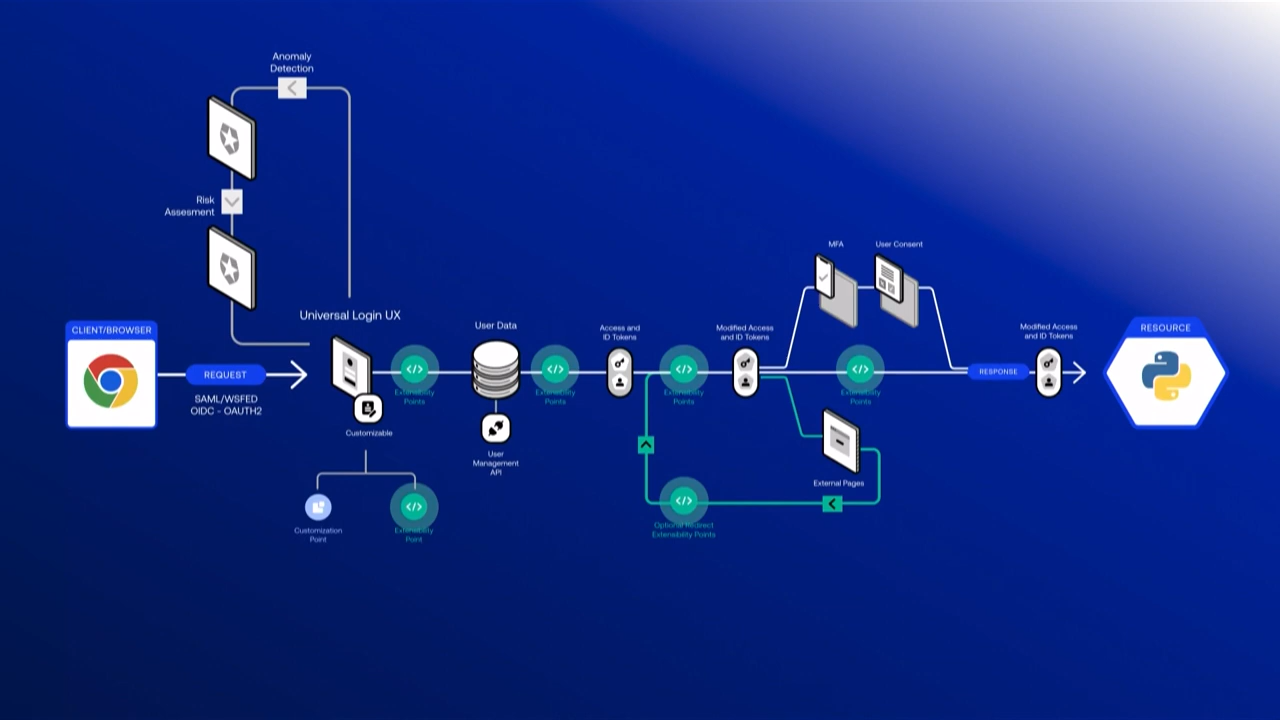 Anomaly
Detection
Risk
Assesment
MFA
User Consent
Universal Login UX
CLIENT/BROWSER
User Data
Access and
ID Tokens
Modified Access
and ID Tokens
Modified Access
and ID Tokens
RESOURCE
REQUEST
</>
</>
</>
</>
RESPONSE
SAML/WSFED
OIDC - OAUTH2
Extensibility
Points
Extensibility
Points
Extensibility
Points
Extensibility
Points
Customizable
User
Management
API
External Pages
</>
</>
Customization
Point
Extensibility
Point
Optional Redirect
Extensibility Points